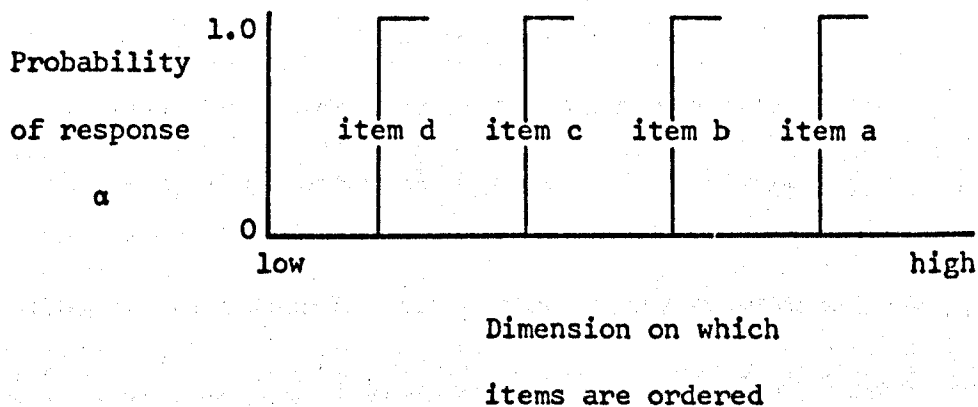 1.0
Probability
of response
α
item d item c item b item a
0
low high
Dimension on which
items are ordered